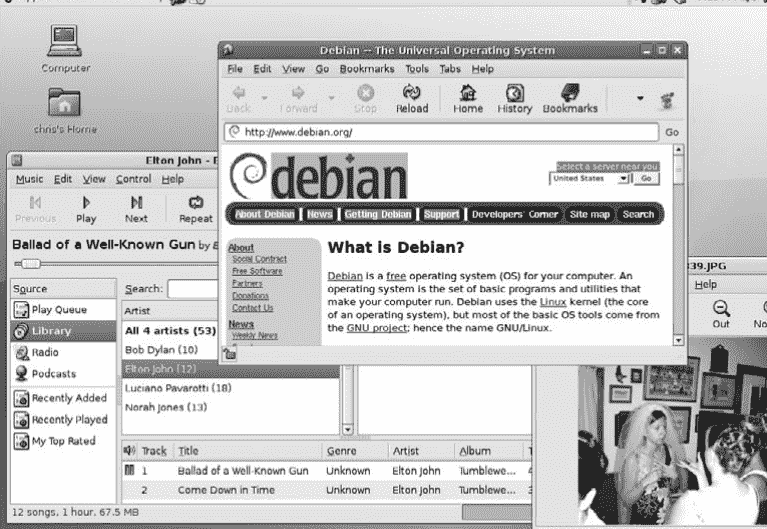 Computer
chris's Home
Debian -- The Universal Operating System
File Edit View Go Bookmarks Tools Tabs Help
Back Forward Stop Reload Home History Bookmarks
http://www.debian.org/ Go
debian
Select a server near you
United States Go
About Debian News Getting Debian Support Developers' Corner Site map Search
About
Social Contract
Free Software
Partners
Donations
Contact Us
News
Weekly News
What is Debian?
Debian is a free operating system (OS) for your computer. An
operating system is the set of basic programs and utilities that
make your computer run. Debian uses the Linux kernel (the core
of an operating system), but most of the basic OS tools come from
the GNU project; hence the name GNU/Linux.
Elton John -
Music Edit View Control Help
Previous Play Next Repeat
Ballad of a Well-Known Gun by
Source
Play Queue
Library
Radio
Podcasts
Recently Added
Recently Played
My Top Rated
Search:
Artist
All 4 artists (53)
Bob Dylan (10)
Elton John (12)
Luciano Pavarotti (18)
Norah Jones (13)
Track Title Genre Artist Album
1 Ballad of a Well-Known Gun Unknown Elton John Tumblewe...
2 Come Down in Time Unknown Elton John Tumblewe...
12 songs, 1 hour, 67.5 MB
39.JPG
Help
Out